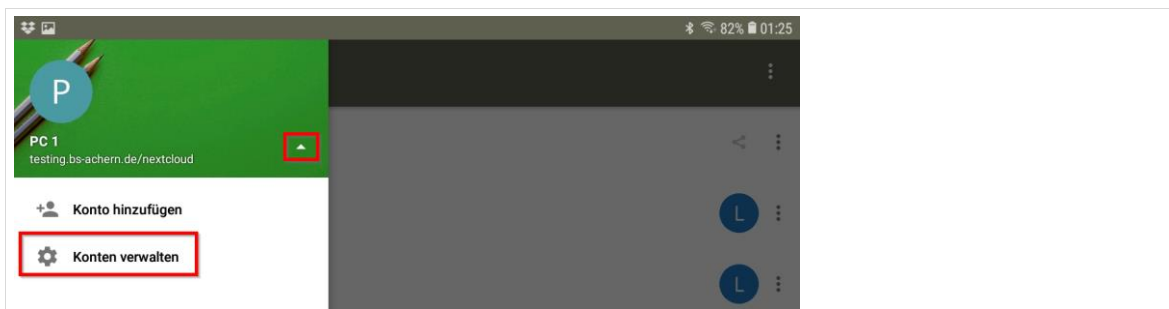 82% 01:25
P
PC 1
testing.bs-achern.de/nextcloud
Konto hinzufügen
L
Konten verwalten
L